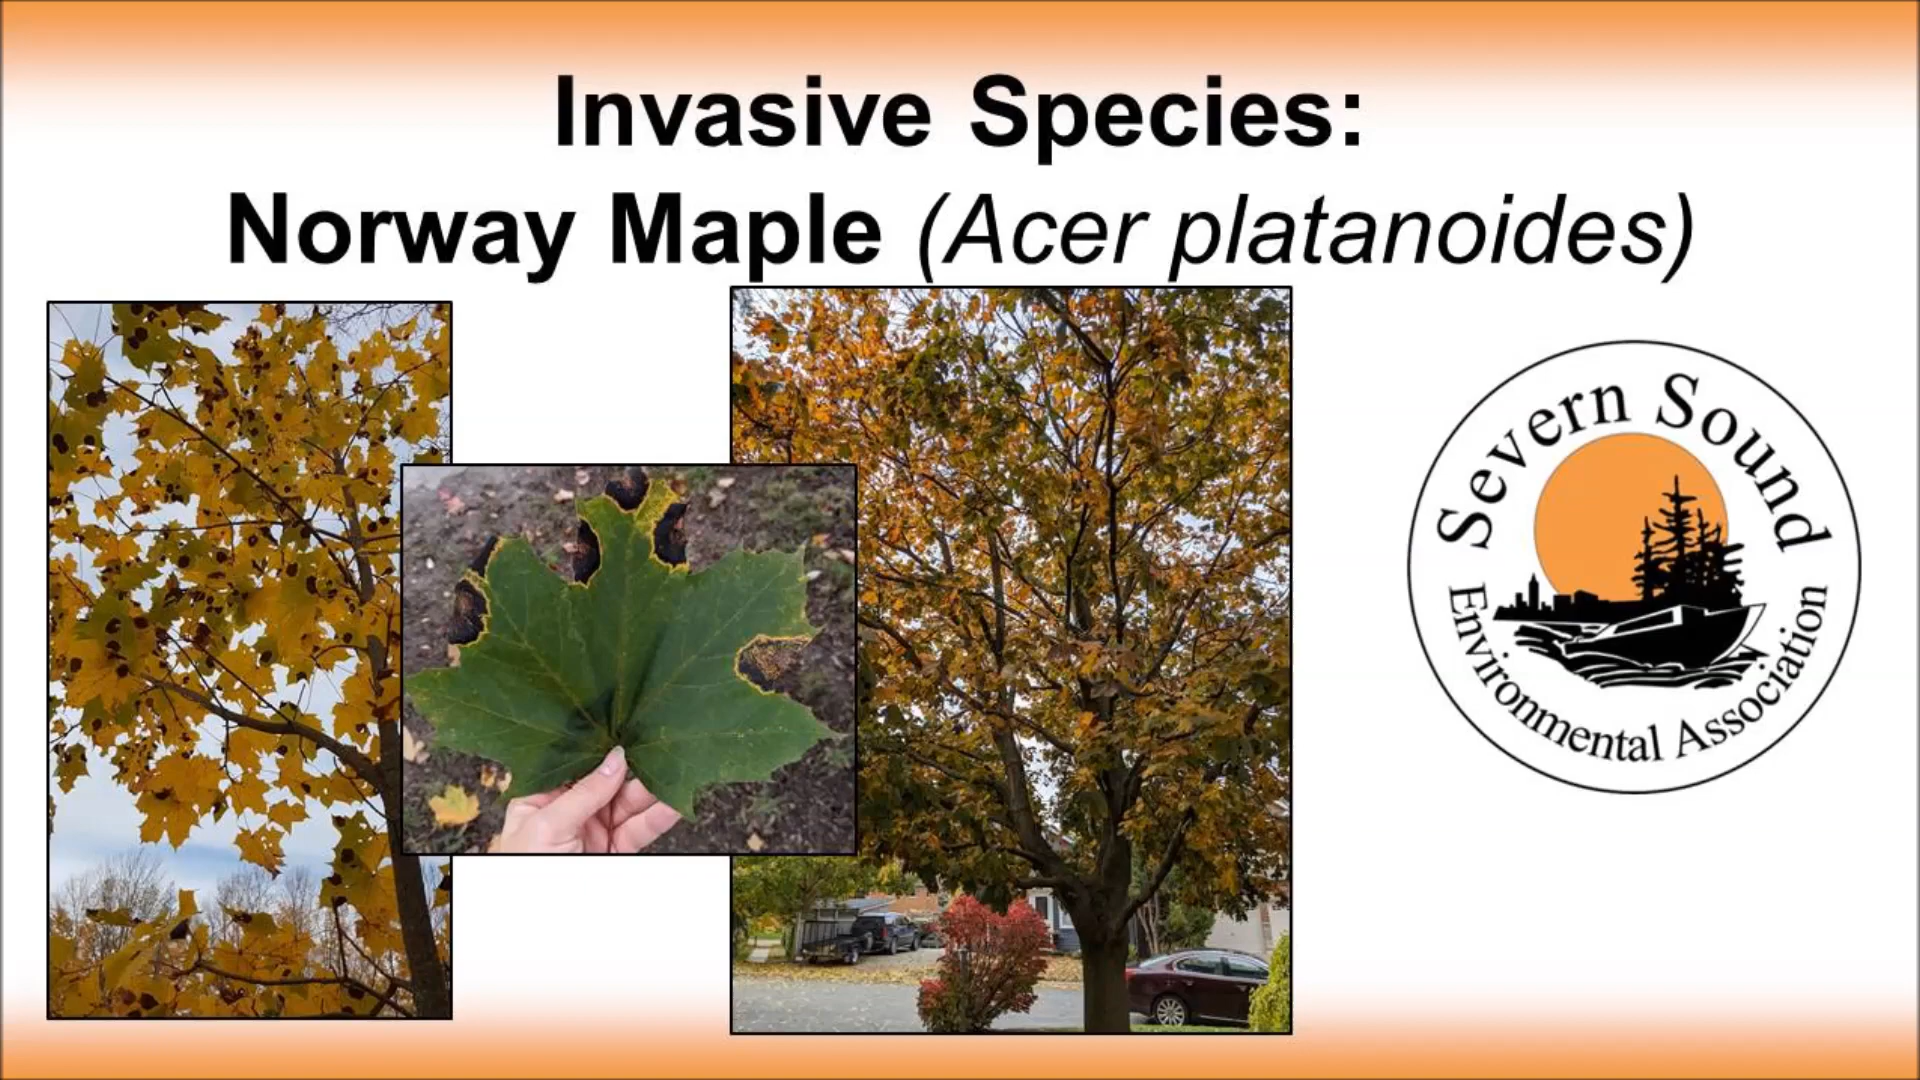 Invasive Species:
Norway Maple (Acer platanoides)
Severn Sound
Environmental Association